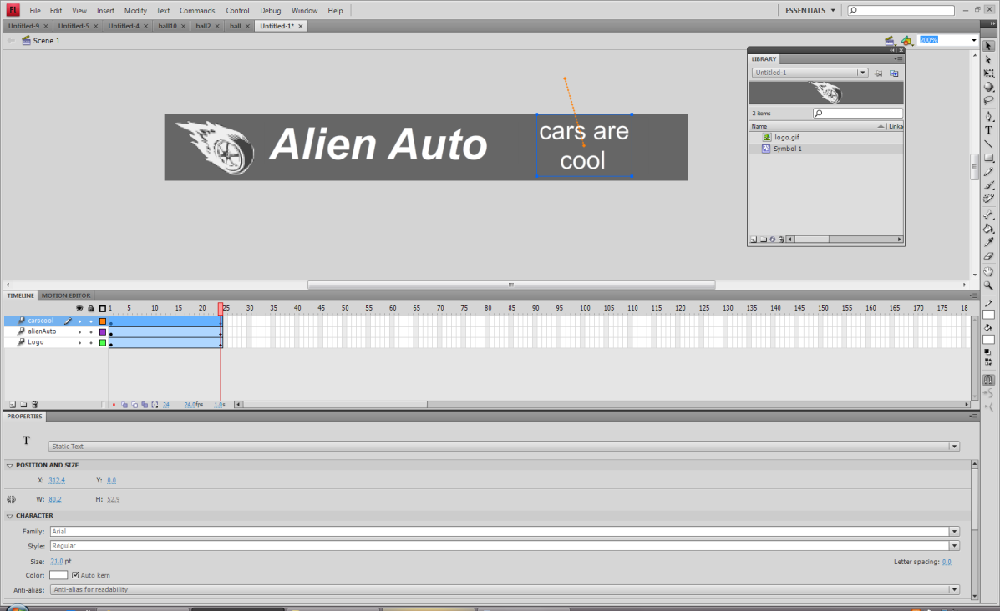 Fl File Edit View Insert Modify Text Commands Control Debug Window Help ESSENTIALS
Untitled-9 × Untitled-5 × Untitled-4 × ball10 × ball2 × ball × Untitled-1* ×
Scene 1 200%
LIBRARY
Untitled-1
2 items
Name Linka
logo.gif
Symbol 1
Alien Auto
cars are
cool
TIMELINE MOTION EDITOR
1 5 10 15 20 25 30 35 40 45 50 55 60 65 70 75 80 85 90 95 100 105 110 115 120 125 130 135 140 145 150 155 160 165 170 175 18
carscool
alienAuto
Logo
24 24.0fps 1.0s
PROPERTIES
T Static Text
POSITION AND SIZE
X: 312.4 Y: 0.0
W: 80.2 H: 52.9
CHARACTER
Family: Arial
Style: Regular
Size: 21.0 pt Letter spacing: 0.0
Color: Auto kern
Anti-alias: Anti-alias for readability